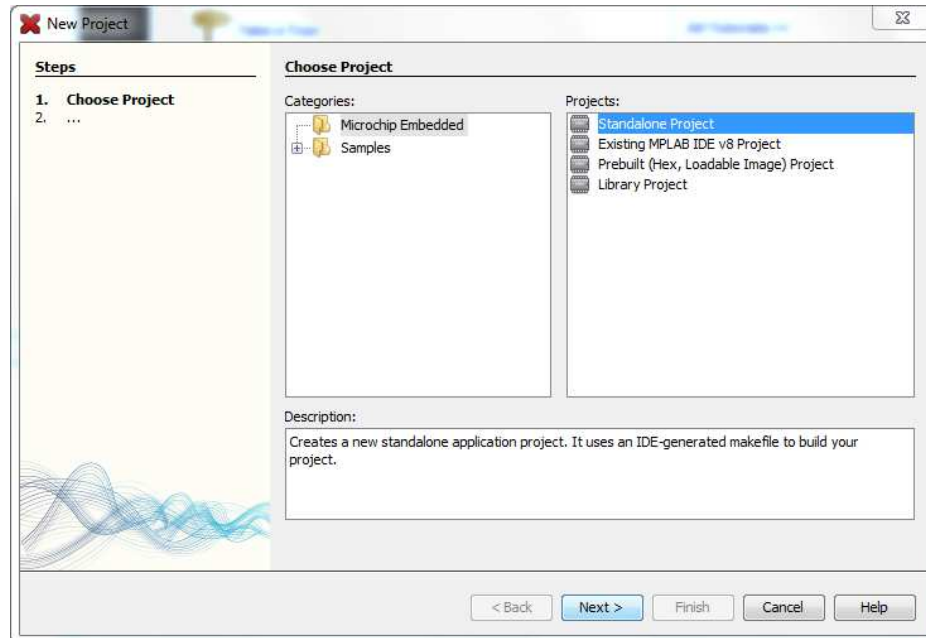 New Project
Steps
1. Choose Project
2. ...
Choose Project
Categories:
Microchip Embedded
Samples
Projects:
Standalone Project
Existing MPLAB IDE v8 Project
Prebuilt (Hex, Loadable Image) Project
Library Project
Description:
Creates a new standalone application project. It uses an IDE-generated makefile to build your
project.
< Back
Next >
Finish
Cancel
Help